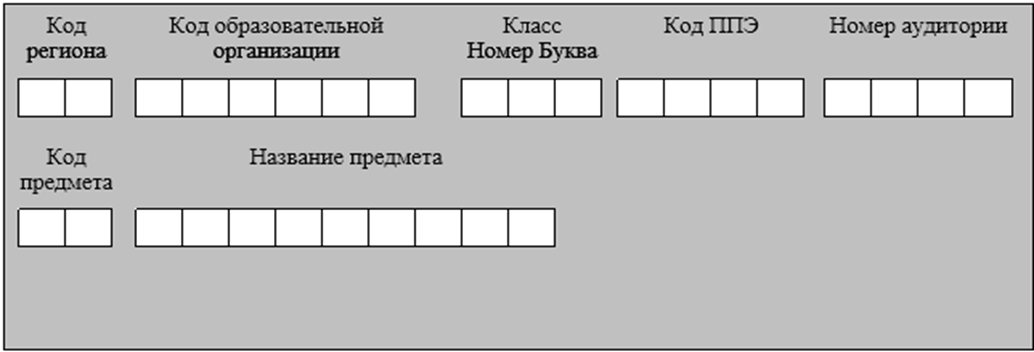 Код Код образовательной Класс Код ППЭ Номер аудитории
региона организации Номер Буква
Код Название предмета
предмета